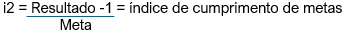 i2 = Resultado -1 = índice de cumprimento de metas
Meta